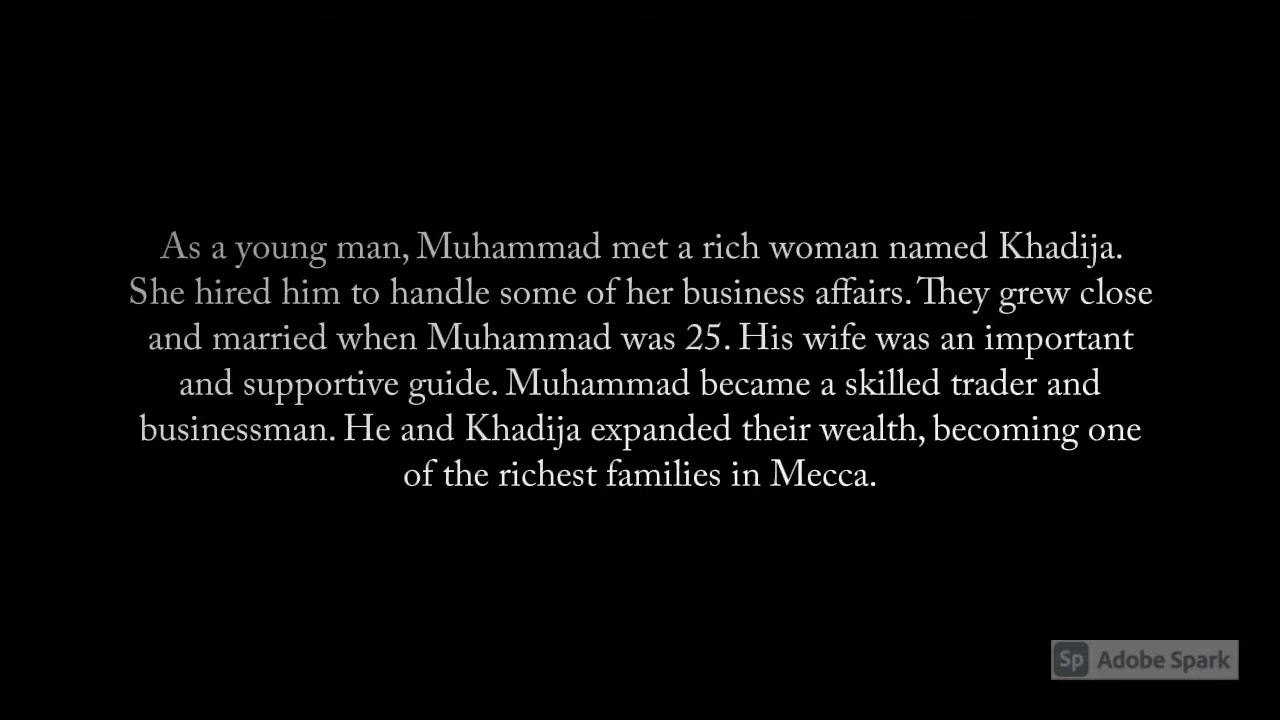 As a young man, Muhammad met a rich woman named Khadija.
She hired him to handle some of her business affairs. They grew close
and married when Muhammad was 25. His wife was an important
and supportive guide. Muhammad became a skilled trader and
businessman. He and Khadija expanded their wealth, becoming one
of the richest families in Mecca.
Sp Adobe Spark